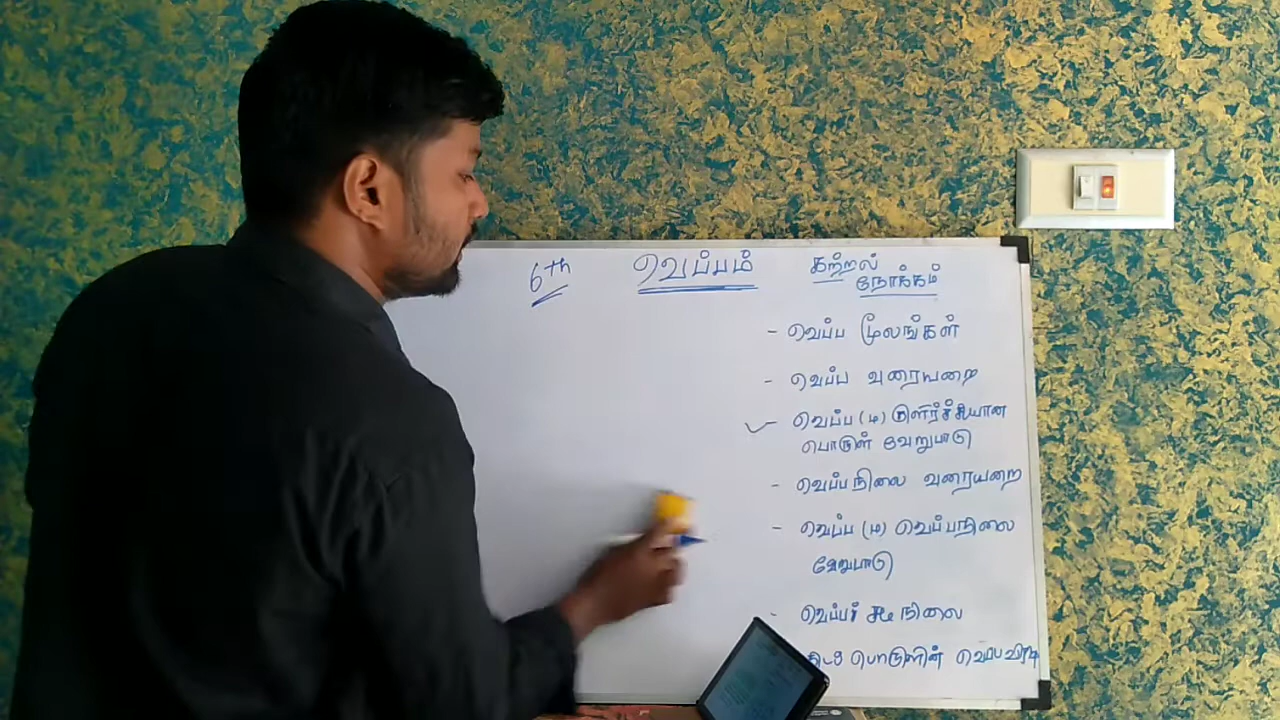 6th
வெப்பம்
கற்றல்
நோக்கம்
- வெப்ப மூலங்கள்
- வெப்ப வரையறை
- வெப்ப (ம) குளிர்ச்சியான
பொருள் வேறுபாடு
- வெப்பநிலை வரையறை
- வெப்ப (ம) வெப்பநிலை
வேறுபாடு
- வெப்பச் சமநிலை
பொருளின்